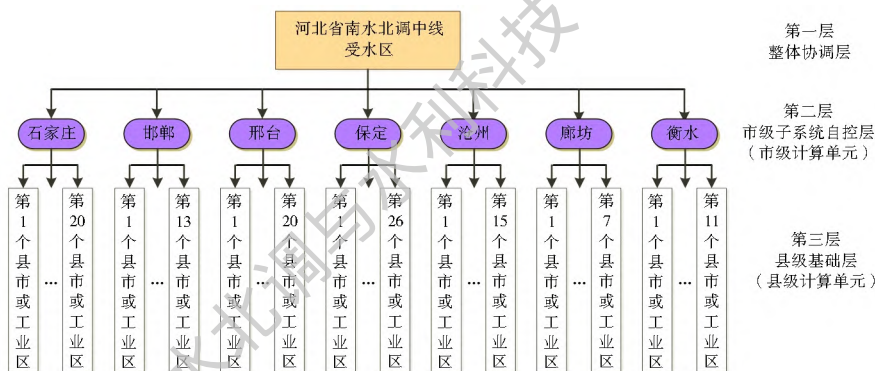 河北省南水北调中线
受水区
第一层
整体协调层
石家庄
邯郸
邢台
保定
沧州
廊坊
衡水
第二层
市级子系统自控层
（市级计算单元）
第1个县市或工业区
...
第20个县市或工业区
第1个县市或工业区
...
第13个县市或工业区
第1个县市或工业区
...
第20个县市或工业区
第1个县市或工业区
...
第26个县市或工业区
第1个县市或工业区
...
第15个县市或工业区
第1个县市或工业区
...
第7个县市或工业区
第1个县市或工业区
...
第11个县市或工业区
第三层
县级基础层
（县级计算单元）
水北调与水利科技